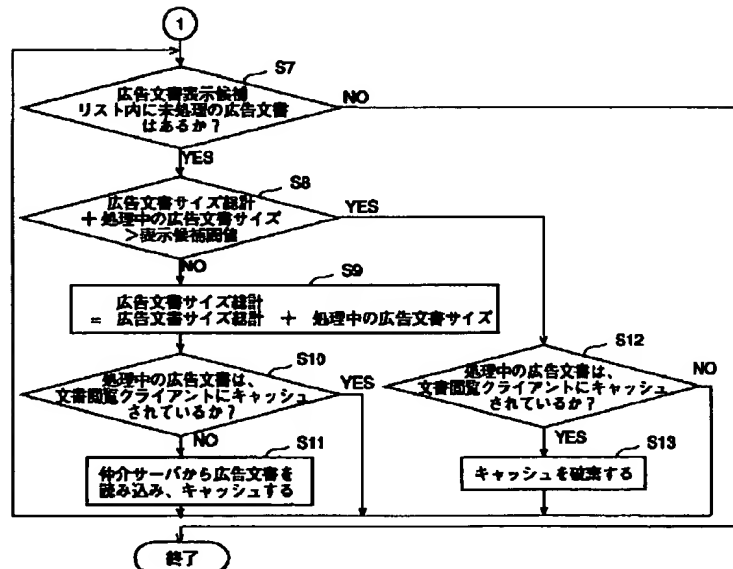 1
S7
広告文書表示候補
リスト内に未処理の広告文書
はあるか?
NO
YES
S8
広告文書サイズ総計
+処理中の広告文書サイズ
>表示候補閾値
YES
NO
S9
広告文書サイズ総計
= 広告文書サイズ総計 + 処理中の広告文書サイズ
S10
処理中の広告文書は、
文書閲覧クライアントにキャッシュ
されているか?
YES
NO
S11
仲介サーバから広告文書を
読み込み、キャッシュする
S12
処理中の広告文書は、
文書閲覧クライアントにキャッシュ
されているか?
NO
YES
S13
キャッシュを破棄する
終了